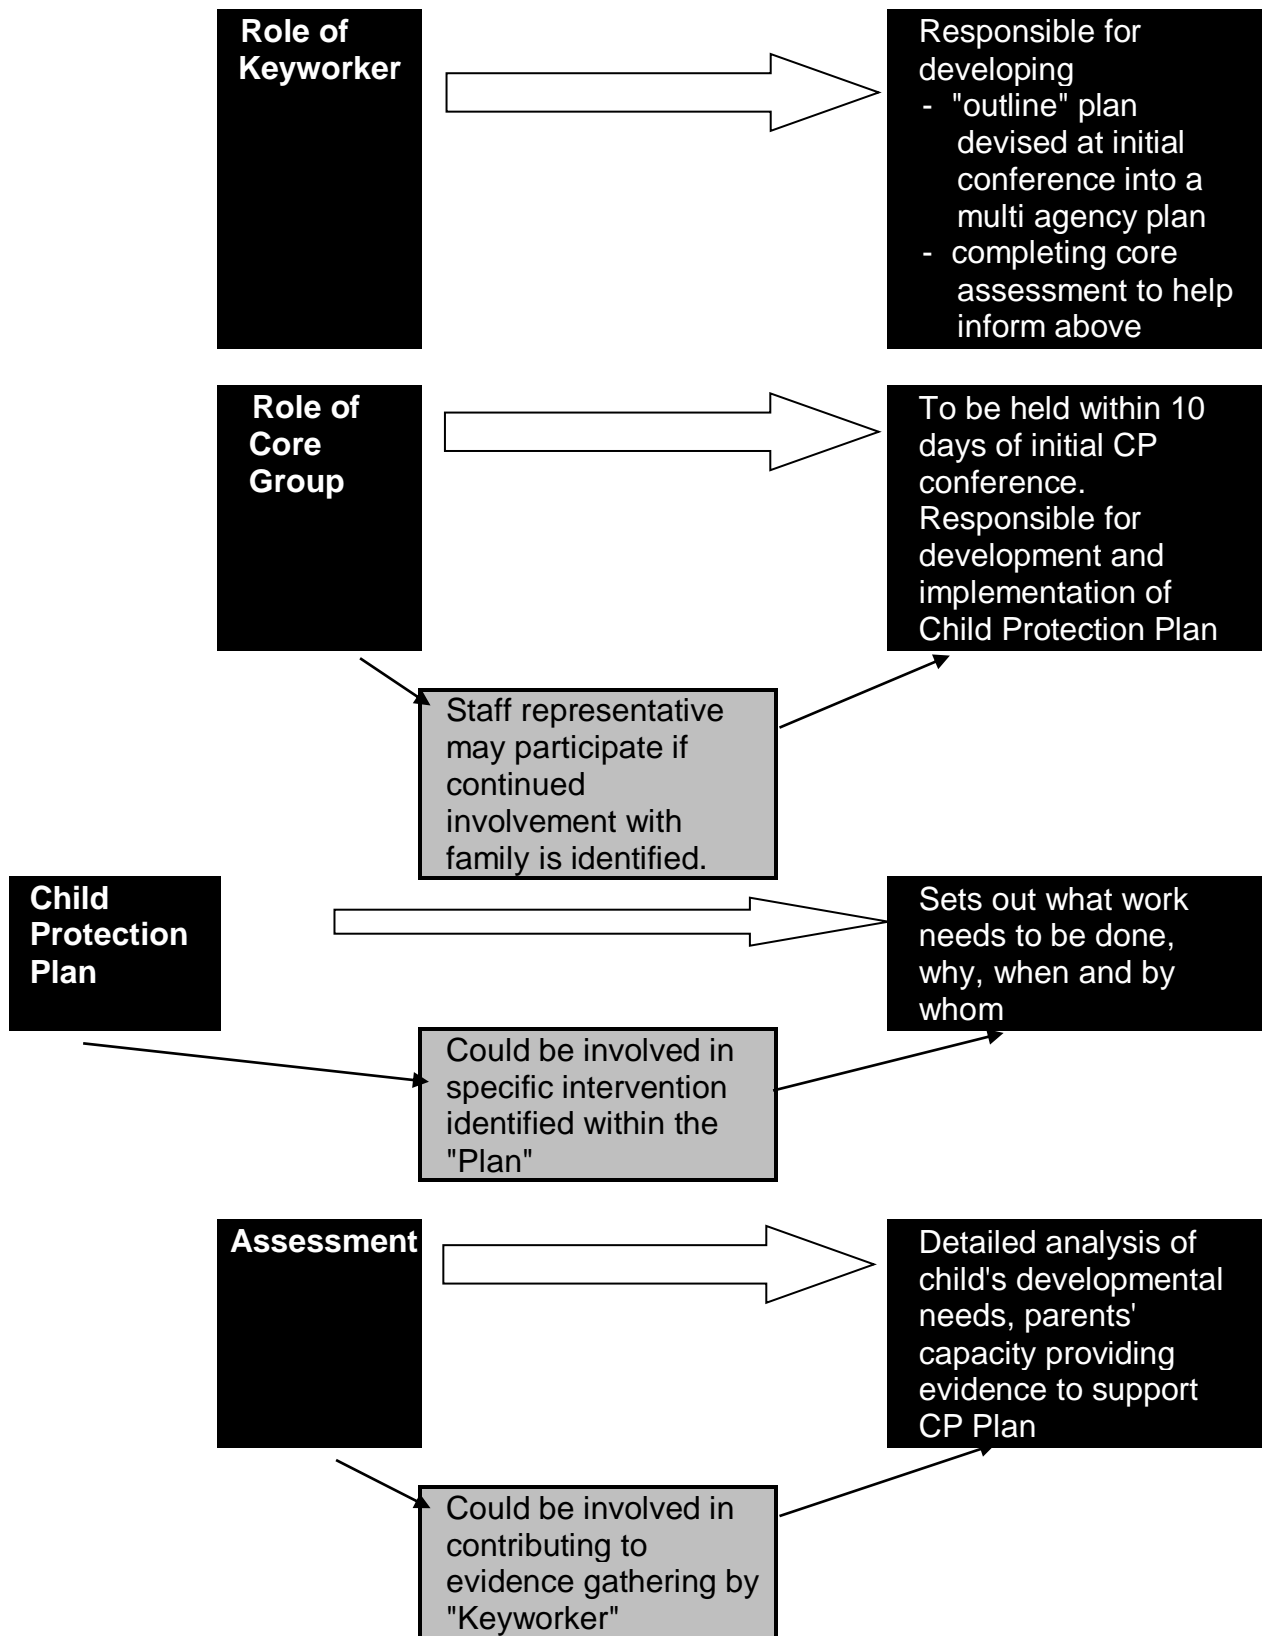 Role of
Keyworker
Responsible for
developing
- "outline" plan
devised at initial
conference into a
multi agency plan
- completing core
assessment to help
inform above
Role of
Core
Group
To be held within 10
days of initial CP
conference.
Responsible for
development and
implementation of
Child Protection Plan
Staff representative
may participate if
continued
involvement with
family is identified.
Child
Protection
Plan
Sets out what work
needs to be done,
why, when and by
whom
Could be involved in
specific intervention
identified within the
"Plan"
Assessment
Detailed analysis of
child's developmental
needs, parents'
capacity providing
evidence to support
CP Plan
Could be involved in
contributing to
evidence gathering by
"Keyworker"